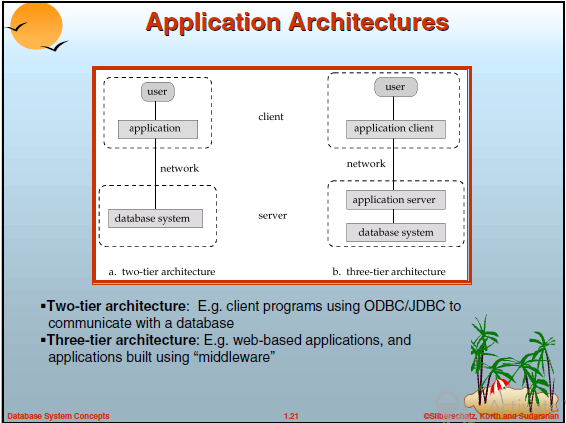 Application Architectures
user
application
network
database system
a. two-tier architecture
client
server
user
application client
network
application server
database system
b. three-tier architecture
▪Two-tier architecture: E.g. client programs using ODBC/JDBC to
communicate with a database
▪Three-tier architecture: E.g. web-based applications, and
applications built using “middleware”
Database System Concepts
1.21
©Silberschatz, Korth and Sudarshan